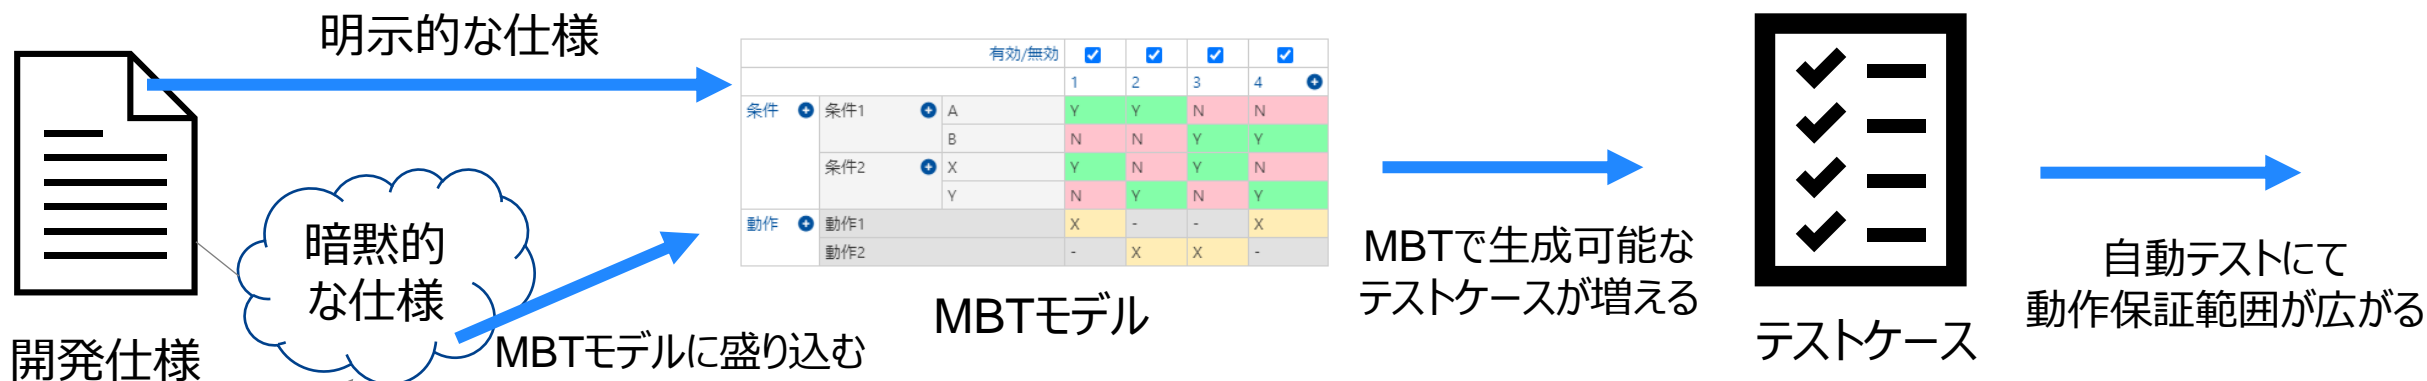 明示的な仕様
開発仕様
暗黙的
な仕様
MBTモデルに盛り込む
有効/無効
1 2 3 4
条件 条件1 A Y Y N N
B N N Y Y
条件2 X Y N Y N
Y N Y N Y
動作 動作1 X - - X
動作2 - X X -
MBTモデル
MBTで生成可能な
テストケースが増える
テストケース
自動テストにて
動作保証範囲が広がる